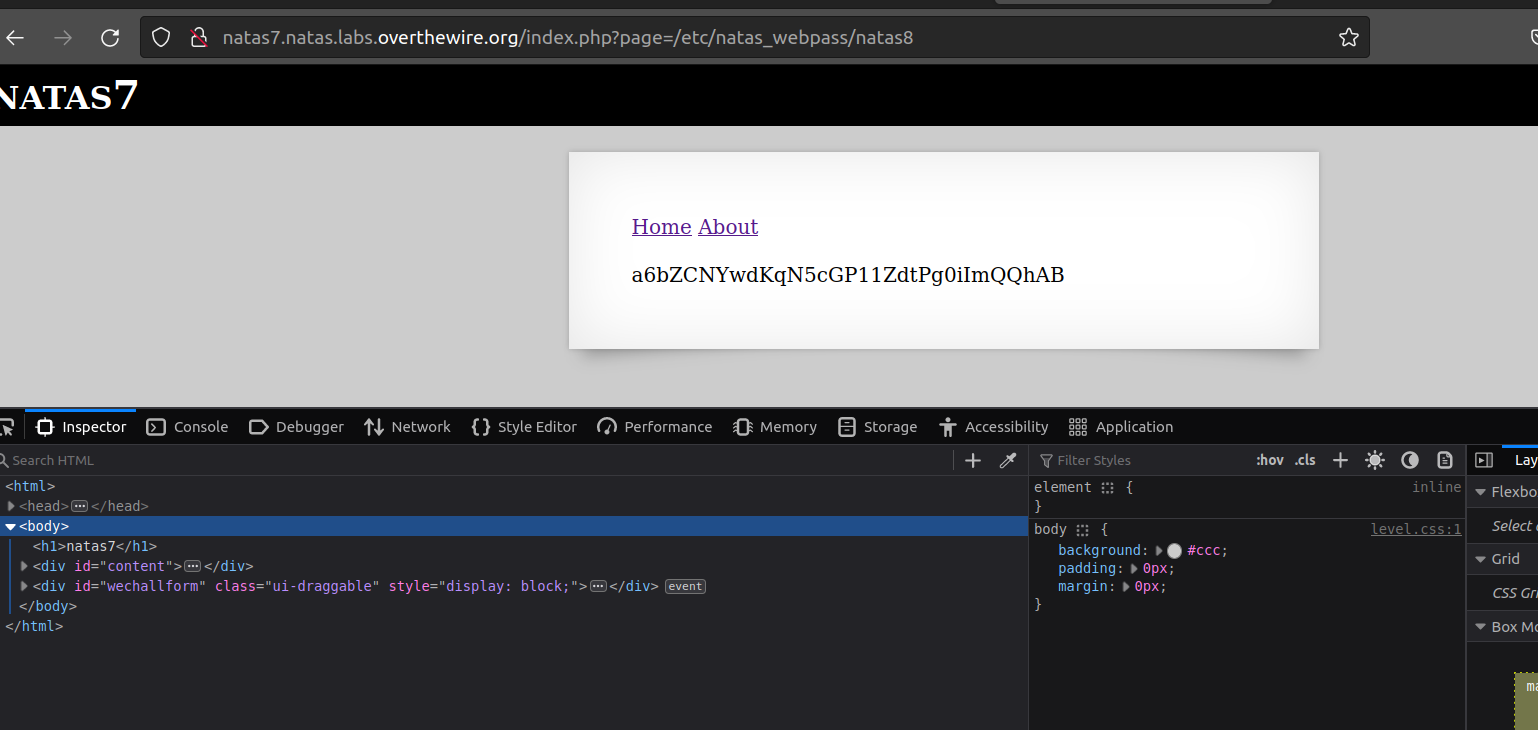 natas7.natas.labs.overthewire.org/index.php?page=/etc/natas_webpass/natas8
NATAS7
Home About
a6bZCNYwdKqN5cGP11ZdtPg0iImQQhAB
Inspector Console Debugger Network Style Editor Performance Memory Storage Accessibility Application
Search HTML
<html>
<head> ••• </head>
<body>
<h1>natas7</h1>
<div id="content"> ••• </div>
<div id="wechallform" class="ui-draggable" style="display: block;"> ••• </div> event
</body>
</html>
Filter Styles :hov .cls
element { inline
}
body { level.css:1
background: #ccc;
padding: 0px;
margin: 0px;
}
Lay
Flexbo
Select
Grid
CSS Gri
Box Mo
ma